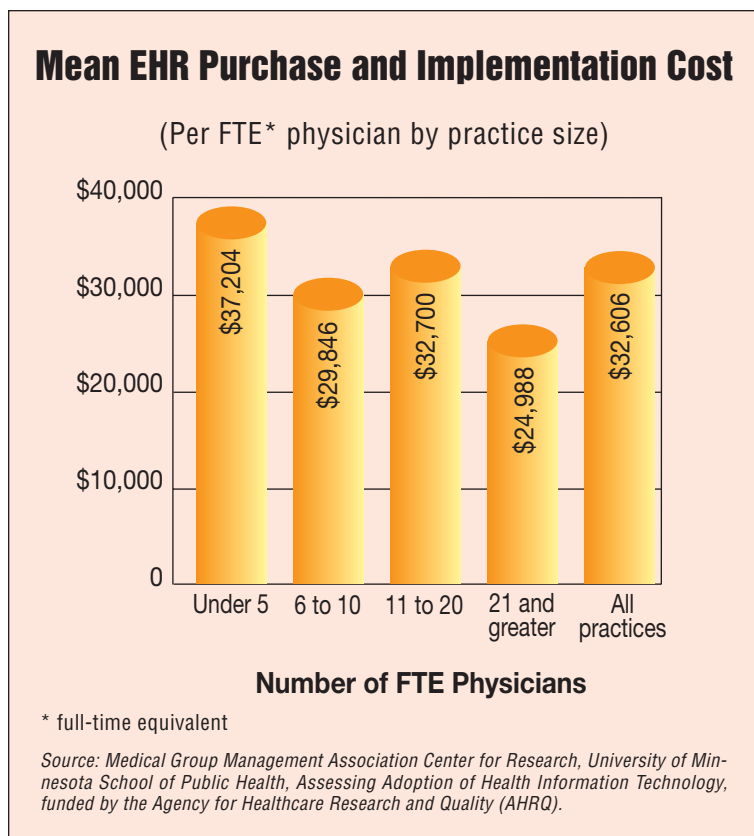 Mean EHR Purchase and Implementation Cost
(Per FTE* physician by practice size)
$40,000
$30,000
$20,000
$10,000
0
$37,204
$29,846
$32,700
$24,988
$32,606
Under 5
6 to 10
11 to 20
21 and
greater
All
practices
Number of FTE Physicians
* full-time equivalent
Source: Medical Group Management Association Center for Research, University of Min-
nesota School of Public Health, Assessing Adoption of Health Information Technology,
funded by the Agency for Healthcare Research and Quality (AHRQ).